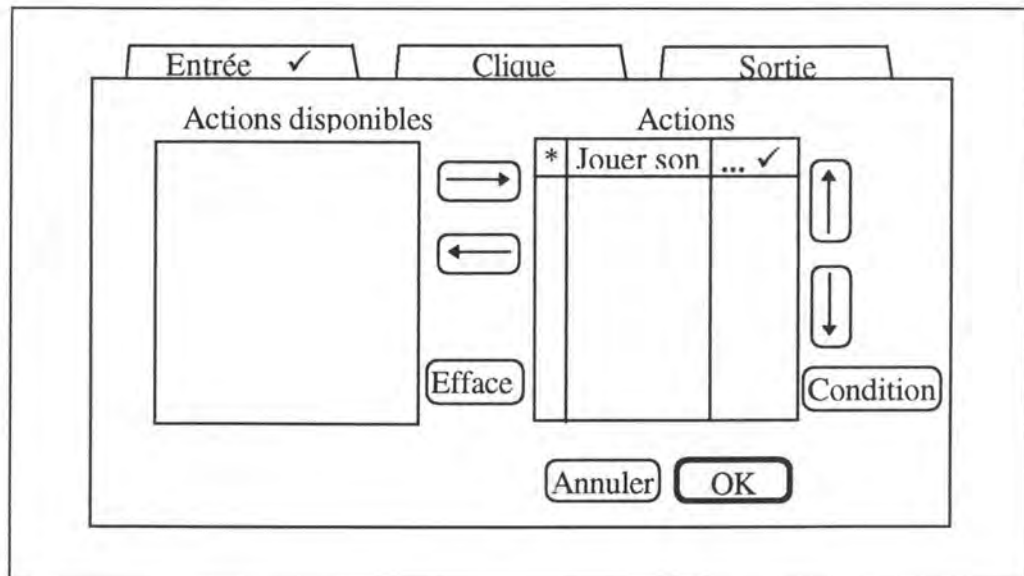 Entrée ✓ Clique Sortie
Actions disponibles Actions
* Jouer son ... ✓
Efface
Condition
Annuler OK